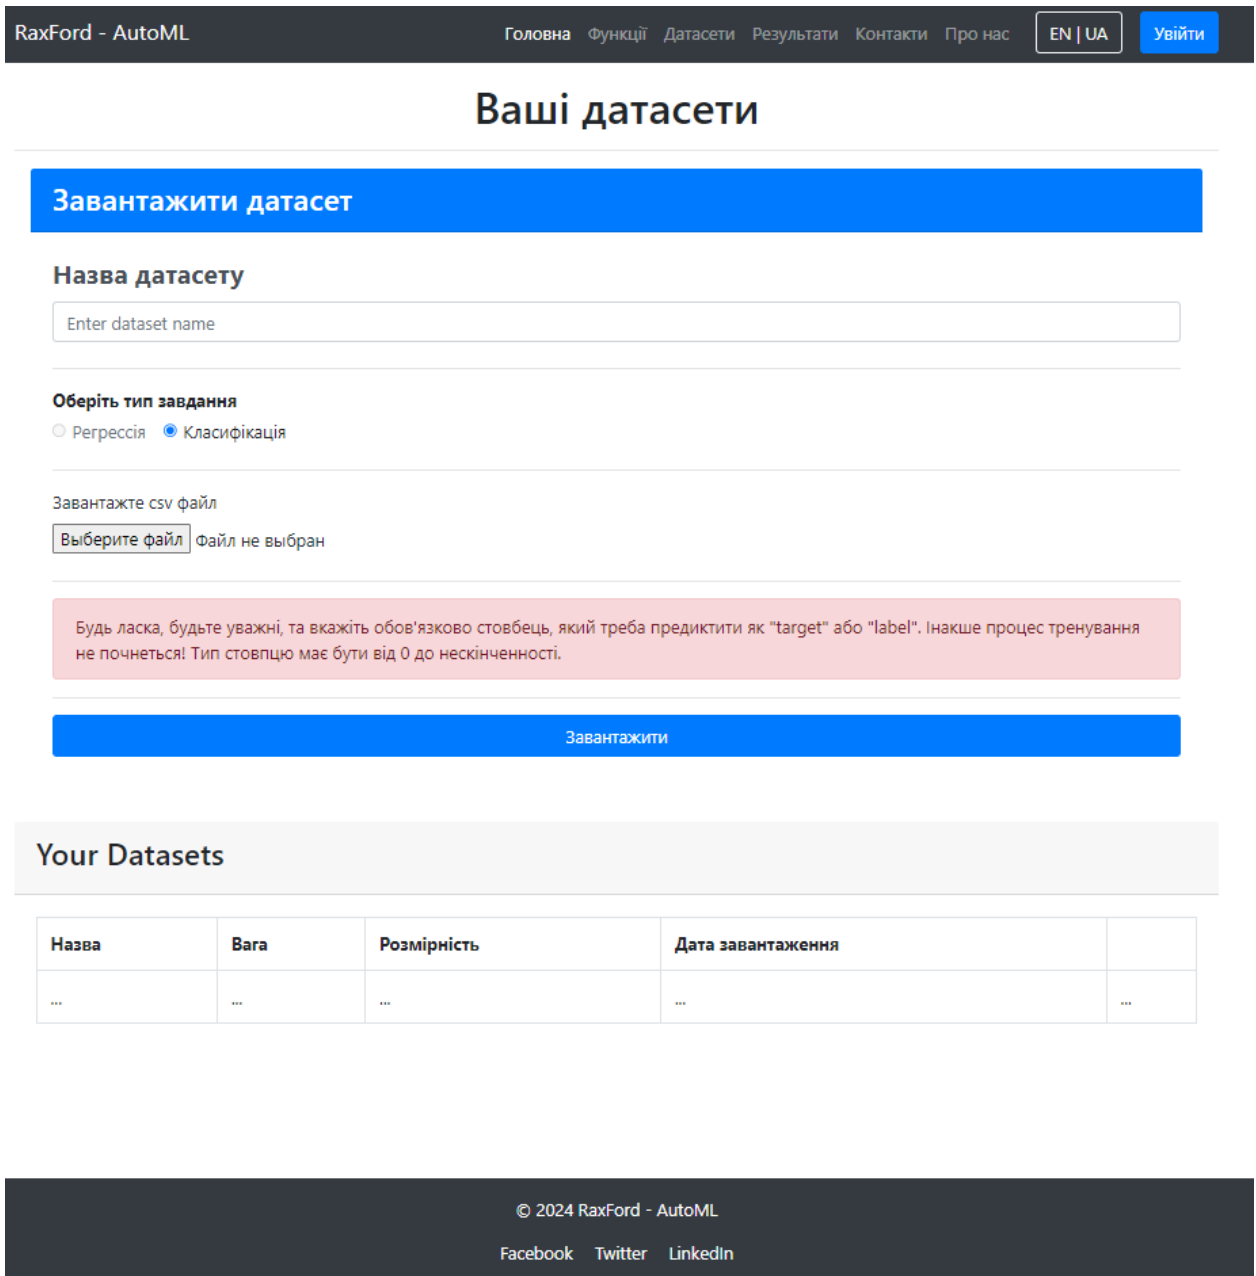 RaxFord - AutoML Головна Функції Датасети Результати Контакти Про нас EN | UA Увійти
Ваші датасети
Завантажити датасет
Назва датасету
Enter dataset name
Оберіть тип завдання
Регрессія Класифікація
Завантажте csv файл
Выберите файл Файл не выбран
Будь ласка, будьте уважні, та вкажіть обов'язково стовбець, який треба предиктити як "target" або "label". Інакше процес тренування
не почнеться! Тип стовпцю має бути від 0 до нескінченності.
Завантажити
Your Datasets
Назва Вага Розмірність Дата завантаження
... ... ... ... ...
© 2024 RaxFord - AutoML
Facebook Twitter LinkedIn